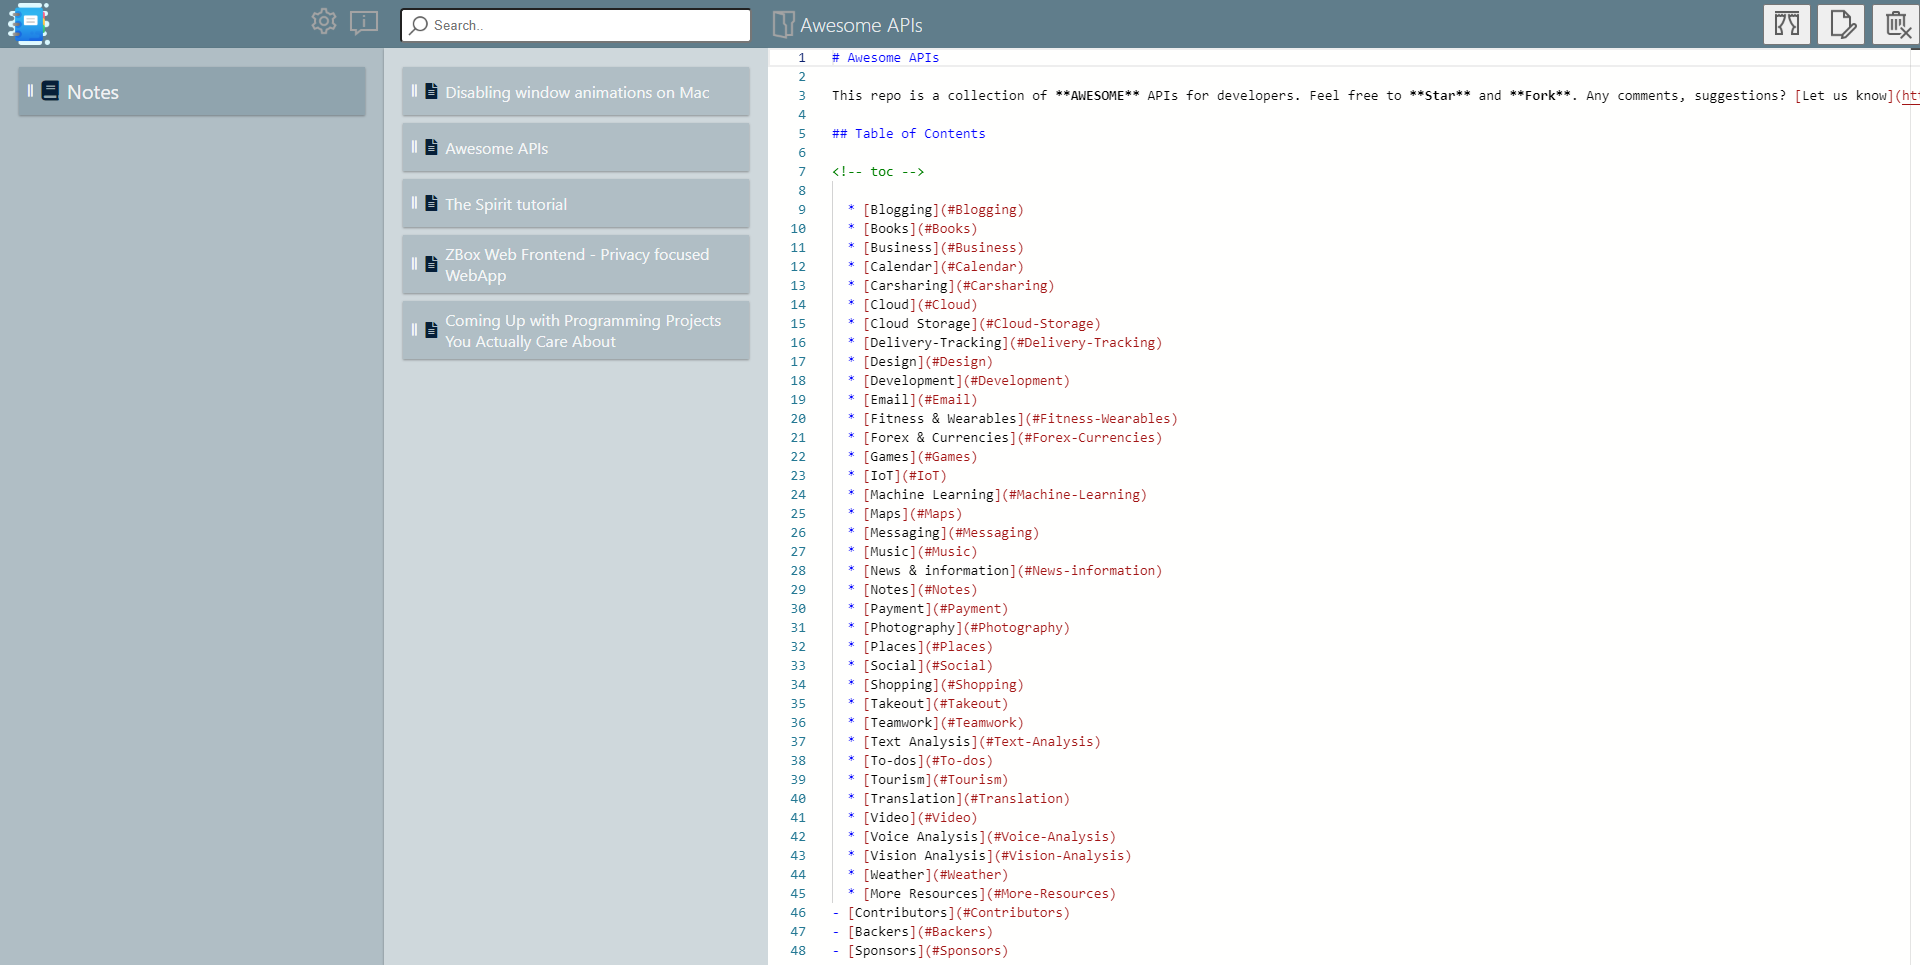 Search..
Awesome APIs
Notes
Disabling window animations on Mac
Awesome APIs
The Spirit tutorial
ZBox Web Frontend - Privacy focused
WebApp
Coming Up with Programming Projects
You Actually Care About
1 # Awesome APIs
2
3 This repo is a collection of **AWESOME** APIs for developers. Feel free to **Star** and **Fork**. Any comments, suggestions? [Let us know](ht
4
5 ## Table of Contents
6
7 <!-- toc -->
8
9 * [Blogging](#Blogging)
10 * [Books](#Books)
11 * [Business](#Business)
12 * [Calendar](#Calendar)
13 * [Carsharing](#Carsharing)
14 * [Cloud](#Cloud)
15 * [Cloud Storage](#Cloud-Storage)
16 * [Delivery-Tracking](#Delivery-Tracking)
17 * [Design](#Design)
18 * [Development](#Development)
19 * [Email](#Email)
20 * [Fitness & Wearables](#Fitness-Wearables)
21 * [Forex & Currencies](#Forex-Currencies)
22 * [Games](#Games)
23 * [IoT](#IoT)
24 * [Machine Learning](#Machine-Learning)
25 * [Maps](#Maps)
26 * [Messaging](#Messaging)
27 * [Music](#Music)
28 * [News & information](#News-information)
29 * [Notes](#Notes)
30 * [Payment](#Payment)
31 * [Photography](#Photography)
32 * [Places](#Places)
33 * [Social](#Social)
34 * [Shopping](#Shopping)
35 * [Takeout](#Takeout)
36 * [Teamwork](#Teamwork)
37 * [Text Analysis](#Text-Analysis)
38 * [To-dos](#To-dos)
39 * [Tourism](#Tourism)
40 * [Translation](#Translation)
41 * [Video](#Video)
42 * [Voice Analysis](#Voice-Analysis)
43 * [Vision Analysis](#Vision-Analysis)
44 * [Weather](#Weather)
45 * [More Resources](#More-Resources)
46 - [Contributors](#Contributors)
47 - [Backers](#Backers)
48 - [Sponsors](#Sponsors)